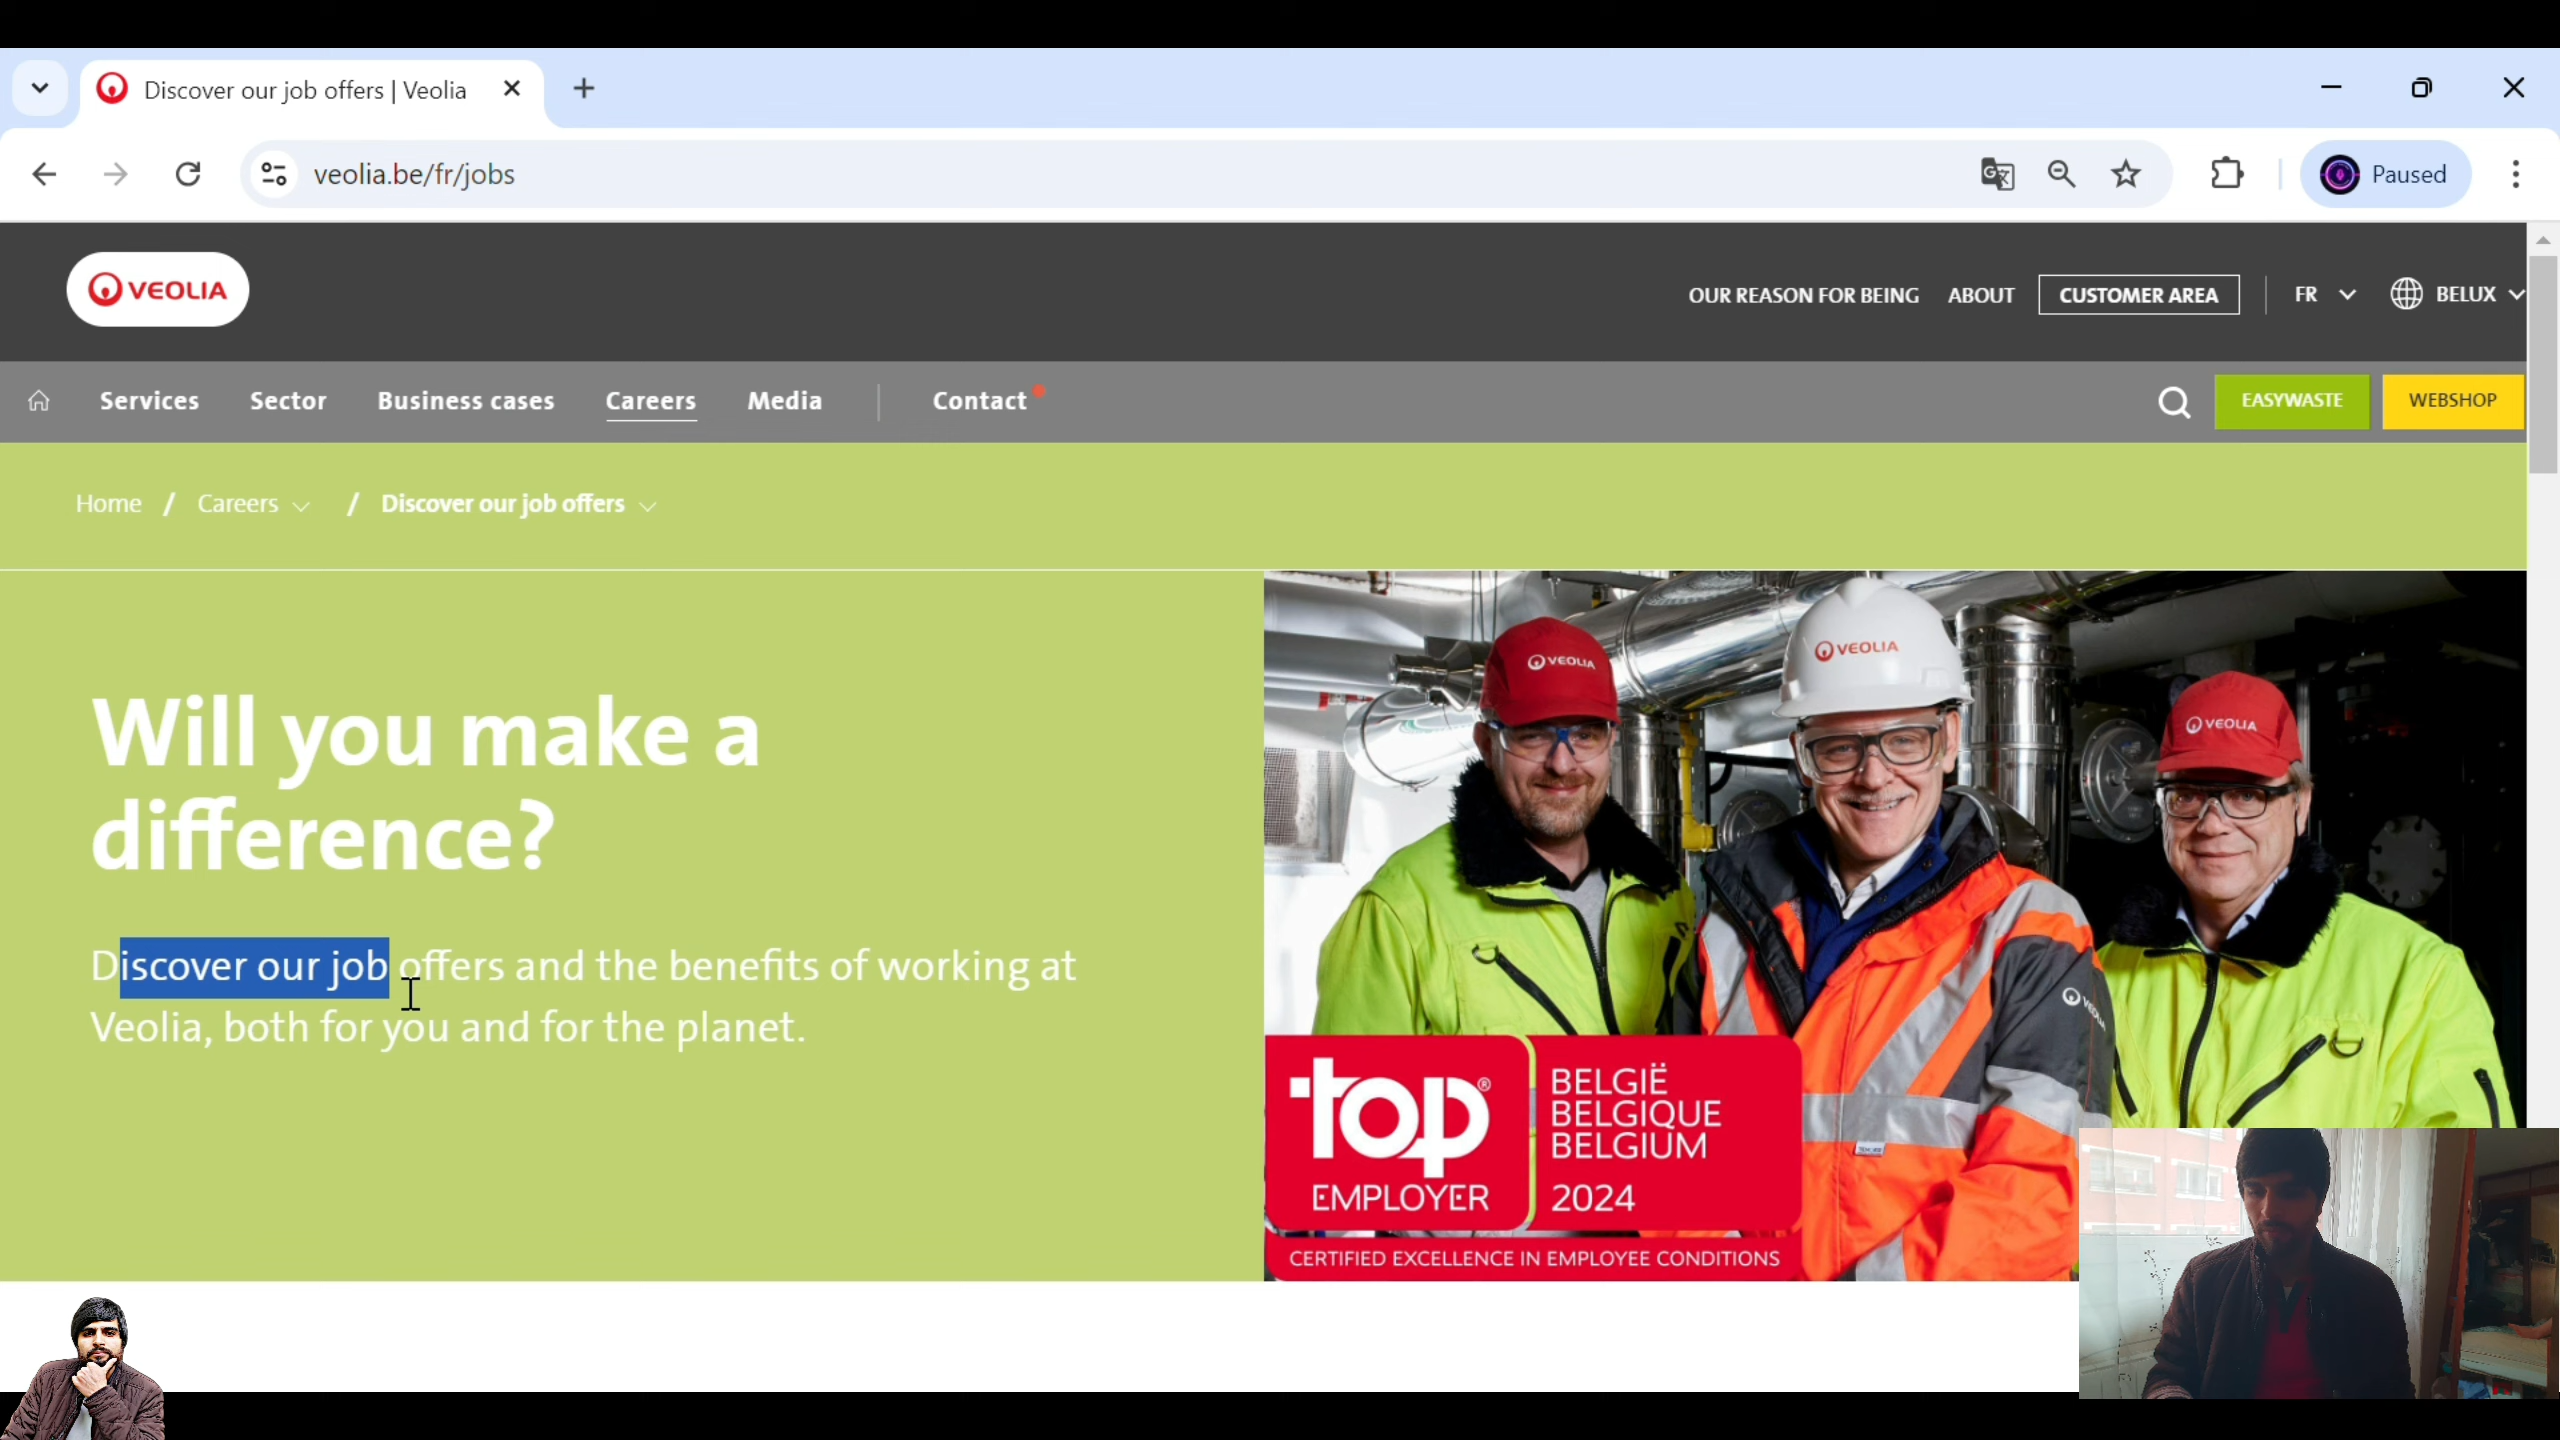 Discover our job offers | Veolia
veolia.be/fr/jobs
Paused
VEOLIA
OUR REASON FOR BEING
ABOUT
CUSTOMER AREA
FR
BELUX
Services
Sector
Business cases
Careers
Media
Contact
EASYWASTE
WEBSHOP
Home / Careers / Discover our job offers
Will you make a
difference?
Discover our job offers and the benefits of working at
Veolia, both for you and for the planet.
VEOLIA
VEOLIA
VEOLIA
VEOLIA
top®
EMPLOYER
BELGIË
BELGIQUE
BELGIUM
2024
CERTIFIED EXCELLENCE IN EMPLOYEE CONDITIONS